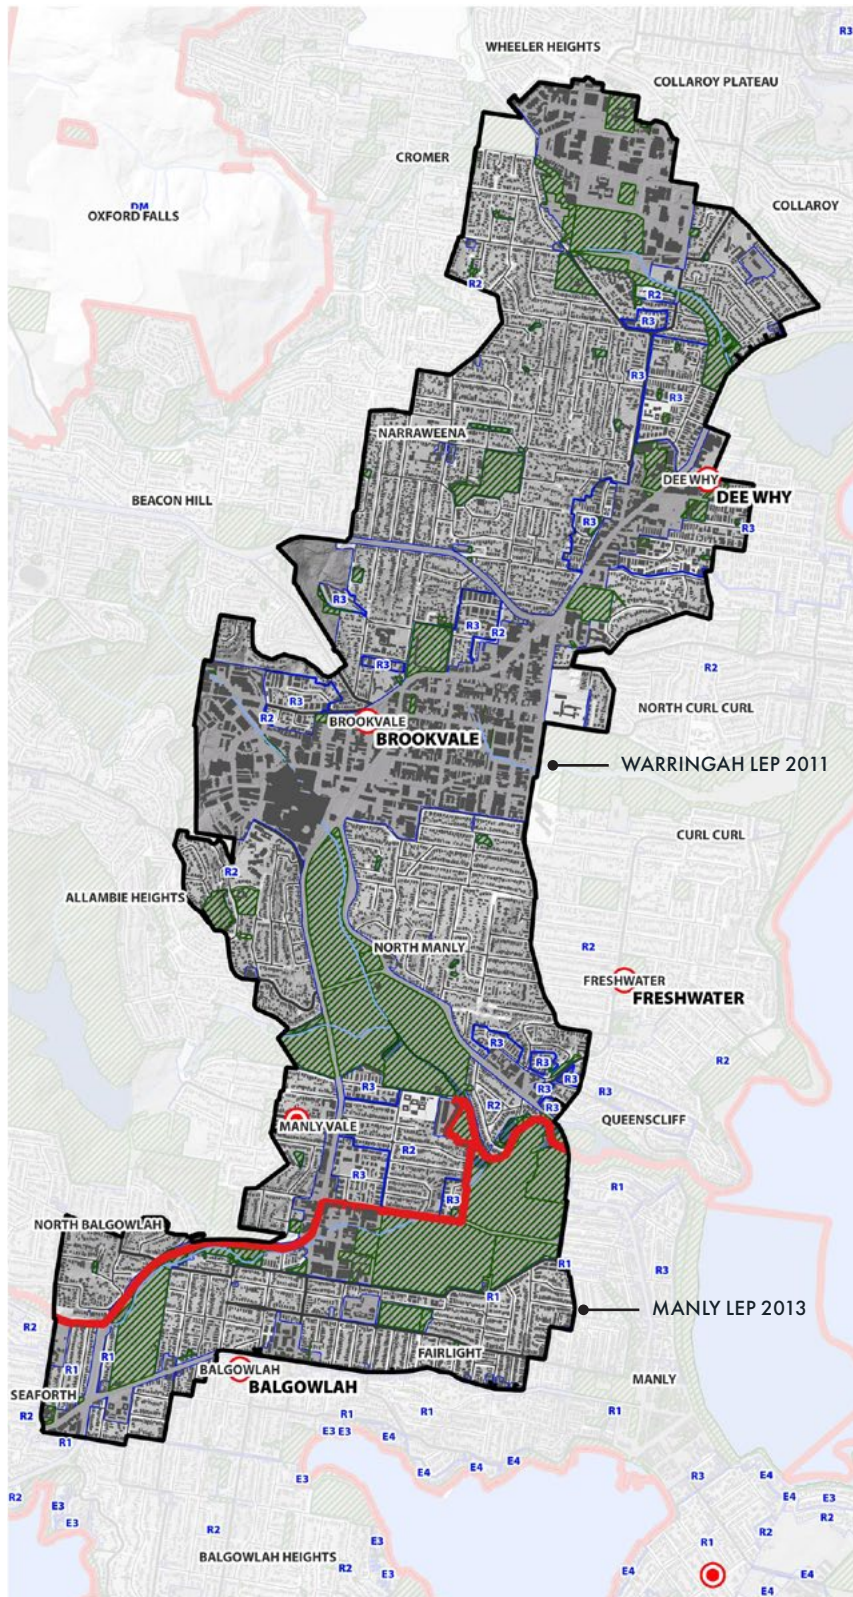 R3
WHEELER HEIGHTS
COLLAROY PLATEAU
CROMER
COLLAROY
DM
OXFORD FALLS
R2
R2
R3
R3
R3
NARRAWEENA
DEE WHY
DEE WHY
BEACON HILL
R3
R3
R3
R3
R2
R3
R2
R3
NORTH CURL CURL
R2
BROOKVALE
BROOKVALE
WARRINGAH LEP 2011
CURL CURL
R2
ALLAMBIE HEIGHTS
NORTH MANLY
R2
FRESHWATER
FRESHWATER
R3
R3
R2
R3
R3
R3
R3
R3
R2
QUEENSCLIFF
MANLY VALE
R2
R3
R1
R3
NORTH BALGOWLAH
R1
R3
R1
MANLY LEP 2013
R2
R1
R1
FAIRLIGHT
BALGOWLAH
BALGOWLAH
MANLY
SEAFORTH
R2
R1
R1
R1
R1
E3
E3
E4
E4
E4
E4
E3
R3
E4
R2
E3
E3
E4
E3
R2
R2
R2
R1
E3
BALGOWLAH HEIGHTS
R2
E3
E4
E4
E4